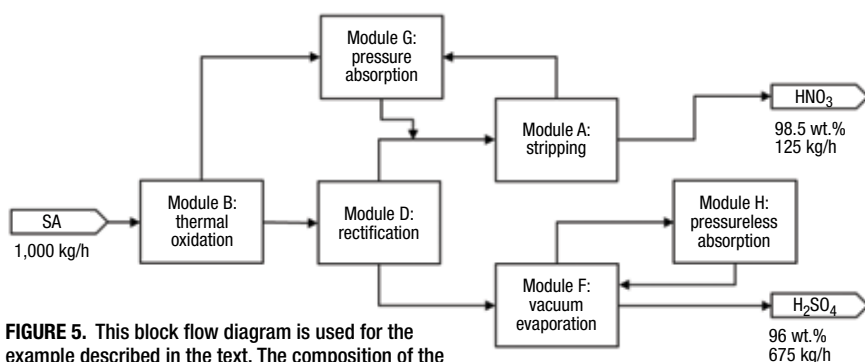 Module G:
pressure
absorption
HNO₃
98.5 wt.%
125 kg/h
Module A:
stripping
Module B:
thermal
oxidation
Module D:
rectification
Module H:
pressureless
absorption
SA
1,000 kg/h
Module F:
vacuum
evaporation
H₂SO₄
96 wt.%
675 kg/h
FIGURE 5. This block flow diagram is used for the
example described in the text. The composition of the